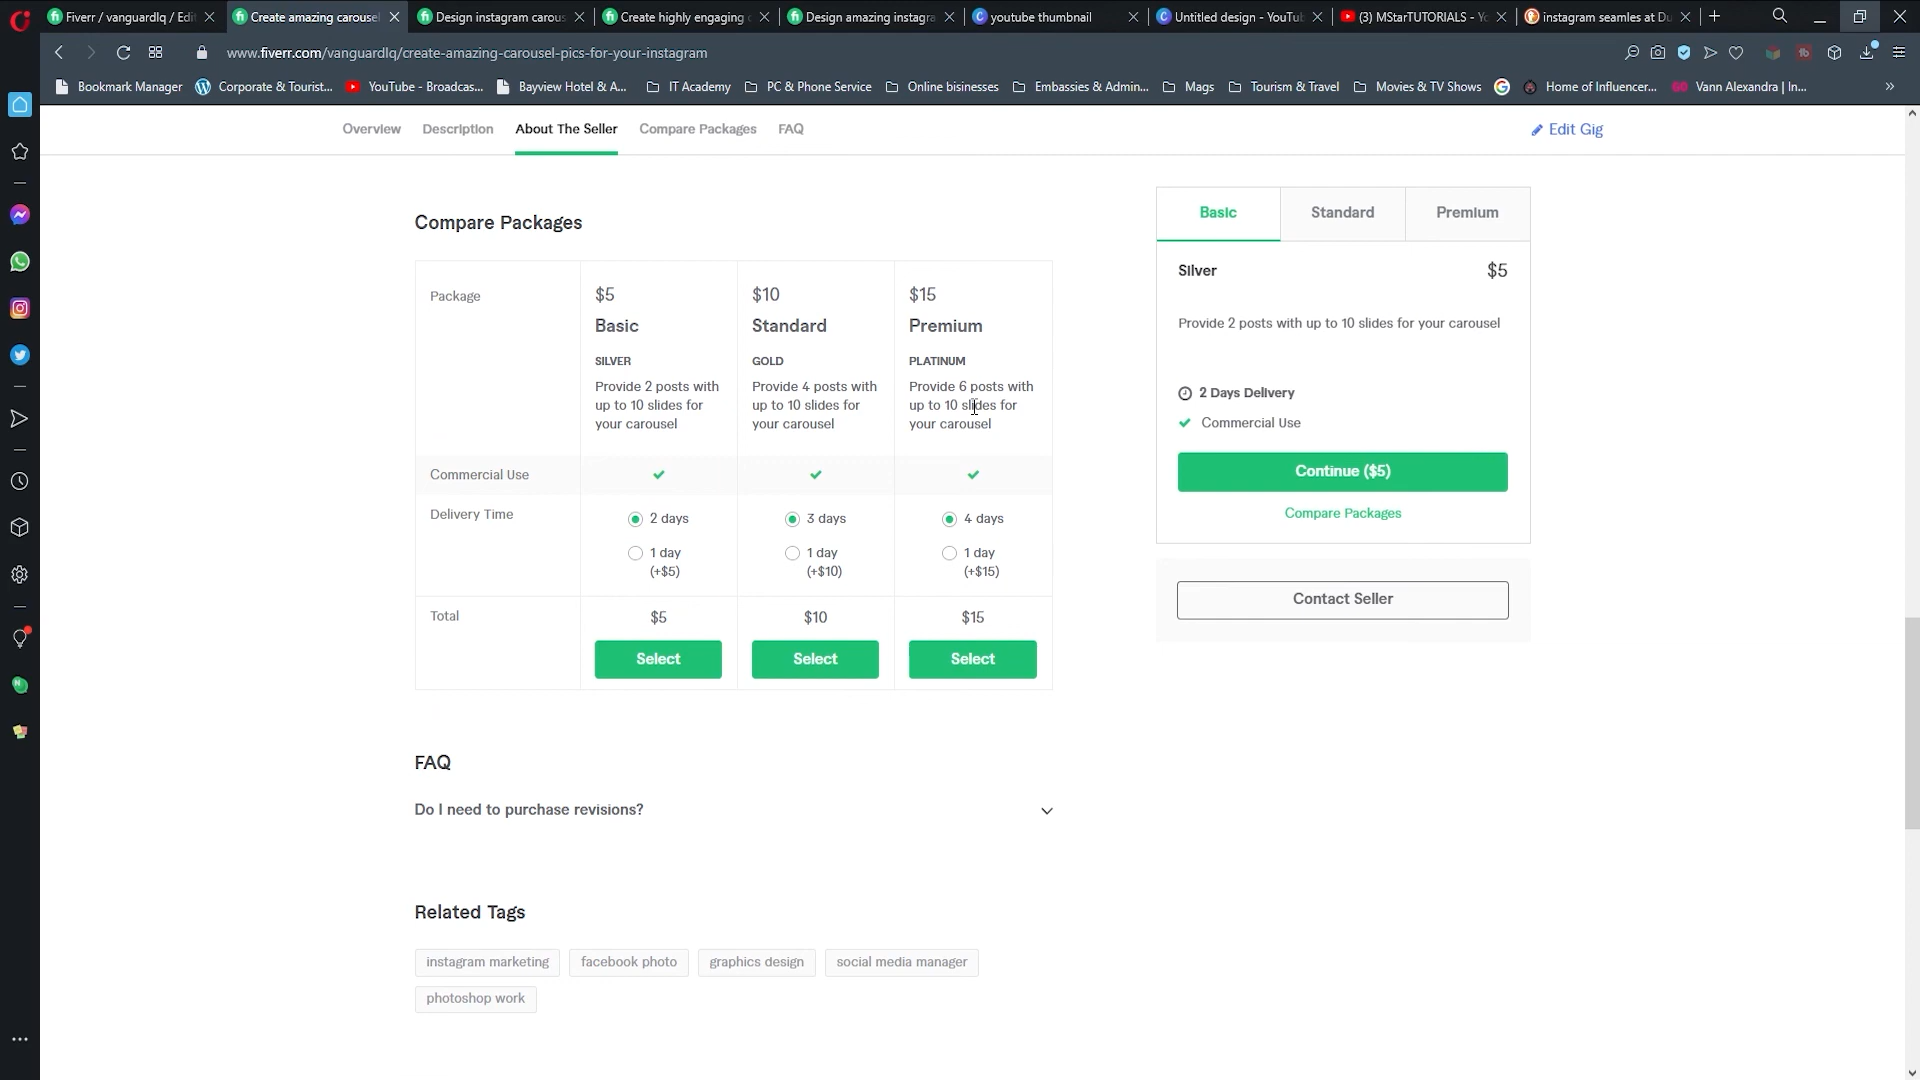 Fiverr / vanguardlq / Edit
Create amazing carouse
Design instagram carous
Create highly engaging
Design amazing instagra
youtube thumbnail
Untitled design - YouTu
(3) MStarTUTORIALS - Yo
instagram seamles at Du
www.fiverr.com/vanguardlq/create-amazing-carousel-pics-for-your-instagram
Bookmark Manager
Corporate & Tourist...
YouTube - Broadcas...
Bayview Hotel & A...
IT Academy
PC & Phone Service
Online bisinesses
Embassies & Admin...
Mags
Tourism & Travel
Movies & TV Shows
Home of Influencer...
Vann Alexandra | In...
Overview
Description
About The Seller
Compare Packages
FAQ
Edit Gig
Compare Packages
Package
$5
Basic
SILVER
Provide 2 posts with
up to 10 slides for
your carousel
$10
Standard
GOLD
Provide 4 posts with
up to 10 slides for
your carousel
$15
Premium
PLATINUM
Provide 6 posts with
up to 10 slides for
your carousel
Commercial Use
Delivery Time
2 days
1 day
(+$5)
3 days
1 day
(+$10)
4 days
1 day
(+$15)
Total
$5
$10
$15
Select
Select
Select
Basic
Standard
Premium
Silver
$5
Provide 2 posts with up to 10 slides for your carousel
2 Days Delivery
Commercial Use
Continue ($5)
Compare Packages
Contact Seller
FAQ
Do I need to purchase revisions?
Related Tags
instagram marketing
facebook photo
graphics design
social media manager
photoshop work